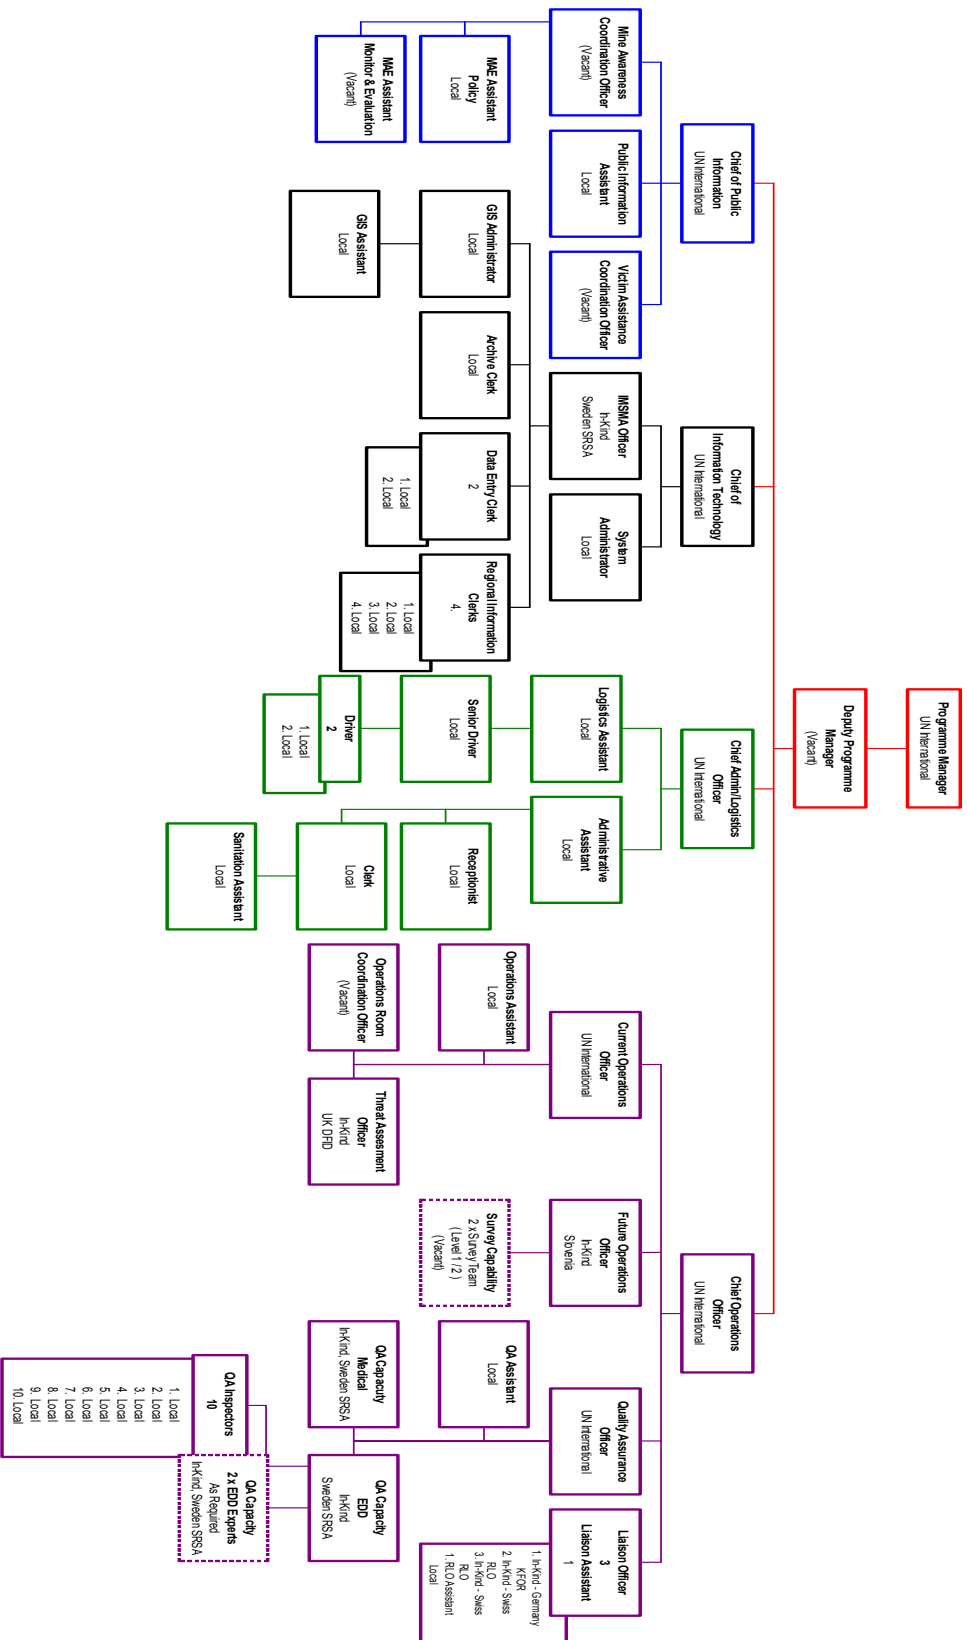 Programme Manager
UN International
Deputy Programme
Manager
(Vacant)
Chief of Public
Information
UN International
Chief of
Information Technology
UN International
Chief Admin/Logistics
Officer
UN International
Chief Operations
Officer
UN International
Mine Awareness
Coordination Officer
(Vacant)
Public Information
Assistant
Local
Victim Assistance
Coordination Officer
(Vacant)
MAE Assistant
Policy
Local
MAE Assistant
Monitor & Evaluation
(Vacant)
IMSMA Officer
In-Kind
Sweden SRSA
System
Administrator
Local
GIS Administrator
Local
Archive Clerk
Local
Data Entry Clerk
2
1. Local
2. Local
Regional Information
Clerks
4.
1. Local
2. Local
3. Local
4. Local
GIS Assistant
Local
Logistics Assistant
Local
Administrative
Assistant
Local
Senior Driver
Local
Receptionist
Local
Driver
2
1. Local
2. Local
Clerk
Local
Sanitation Assistant
Local
Current Operations
Officer
UN International
Future Operations
Officer
In-Kind
Slovenia
Quality Assurance
Officer
UN International
Liaison Officer
3
Liaison Assistant
1
1. In-Kind - Germany
KFOR
2. In-Kind - Swiss
RLO
3. In-Kind - Swiss
RLO
1. RLO Assistant
Local
Operations Assistant
Local
Survey Capability
2 x Survey Team
( Level 1 / 2 )
(Vacant)
QA Assistant
Local
Operations Room
Coordination Officer
(Vacant)
Threat Assesment
Officer
In-Kind
UK DFID
QA Capacuty
Medical
In-Kind, Sweden SRSA
QA Capacity
EDD
In-Kind
Sweden SRSA
QA Inspectors
10
1. Local
2. Local
3. Local
4. Local
5. Local
6. Local
7. Local
8. Local
9. Local
10. Local
QA Capacity
2 x EDD Experts
As Required
In-Kind, Sweden SRSA